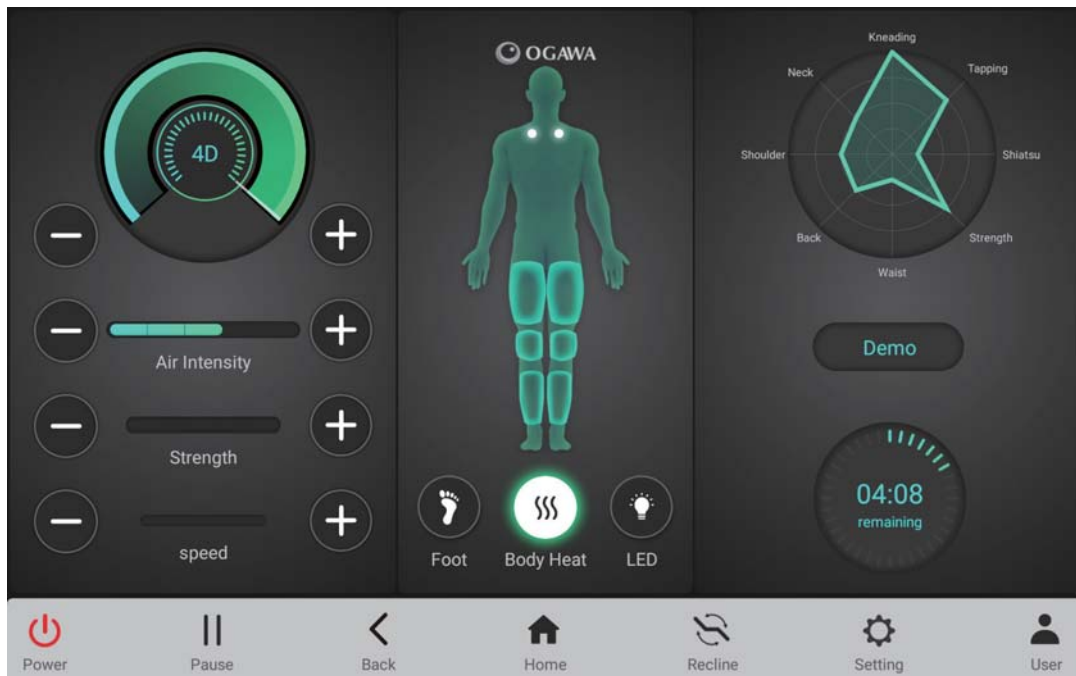 4D
Air Intensity
Strength
speed
OGAWA
Foot
Body Heat
LED
Kneading
Neck
Tapping
Shoulder
Shiatsu
Back
Strength
Waist
Demo
04:08
remaining
Power
Pause
Back
Home
Recline
Setting
User